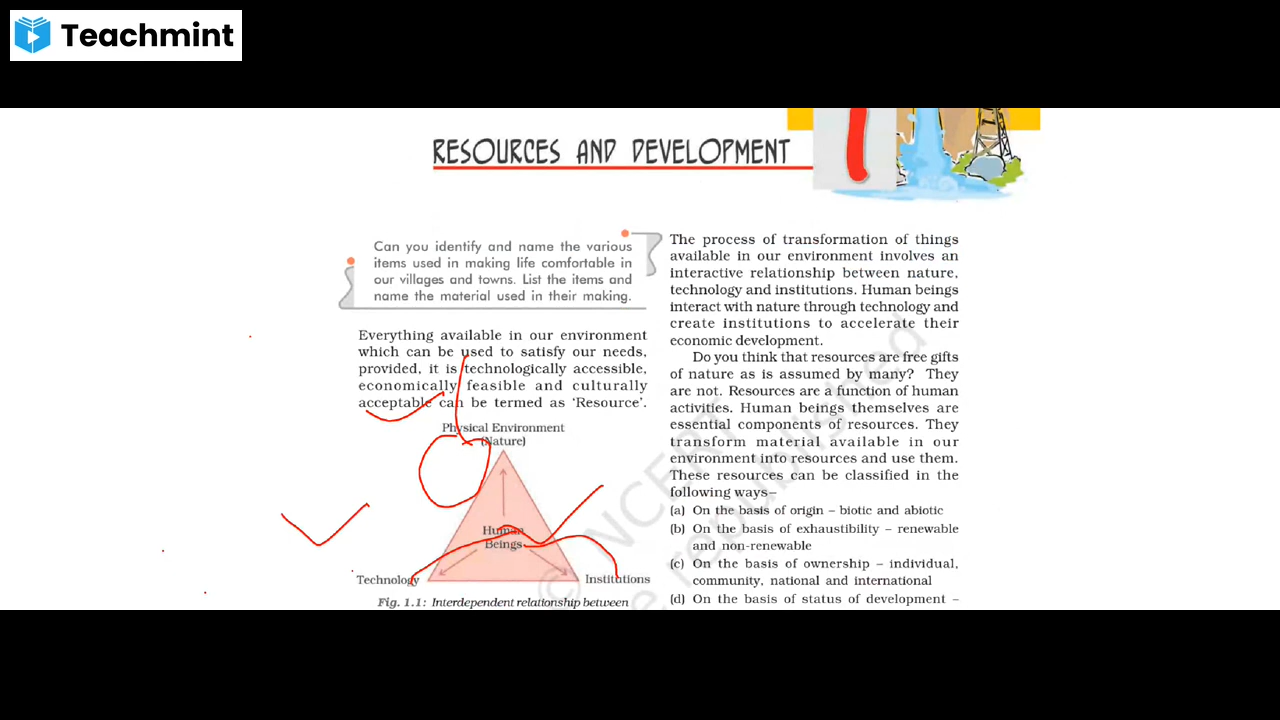 Teachmint
RESOURCES AND DEVELOPMENT
Can you identify and name the various
items used in making life comfortable in
our villages and towns. List the items and
name the material used in their making.
Everything available in our environment
which can be used to satisfy our needs,
provided, it is technologically accessible,
economically feasible and culturally
acceptable can be termed as ‘Resource’.
Physical Environment
(Nature)
Human
Beings
Technology
Institutions
Fig. 1.1: Interdependent relationship between
The process of transformation of things
available in our environment involves an
interactive relationship between nature,
technology and institutions. Human beings
interact with nature through technology and
create institutions to accelerate their
economic development.
Do you think that resources are free gifts
of nature as is assumed by many? They
are not. Resources are a function of human
activities. Human beings themselves are
essential components of resources. They
transform material available in our
environment into resources and use them.
These resources can be classified in the
following ways–
(a) On the basis of origin – biotic and abiotic
(b) On the basis of exhaustibility – renewable
and non-renewable
(c) On the basis of ownership – individual,
community, national and international
(d) On the basis of status of development –
© NCERT
republished